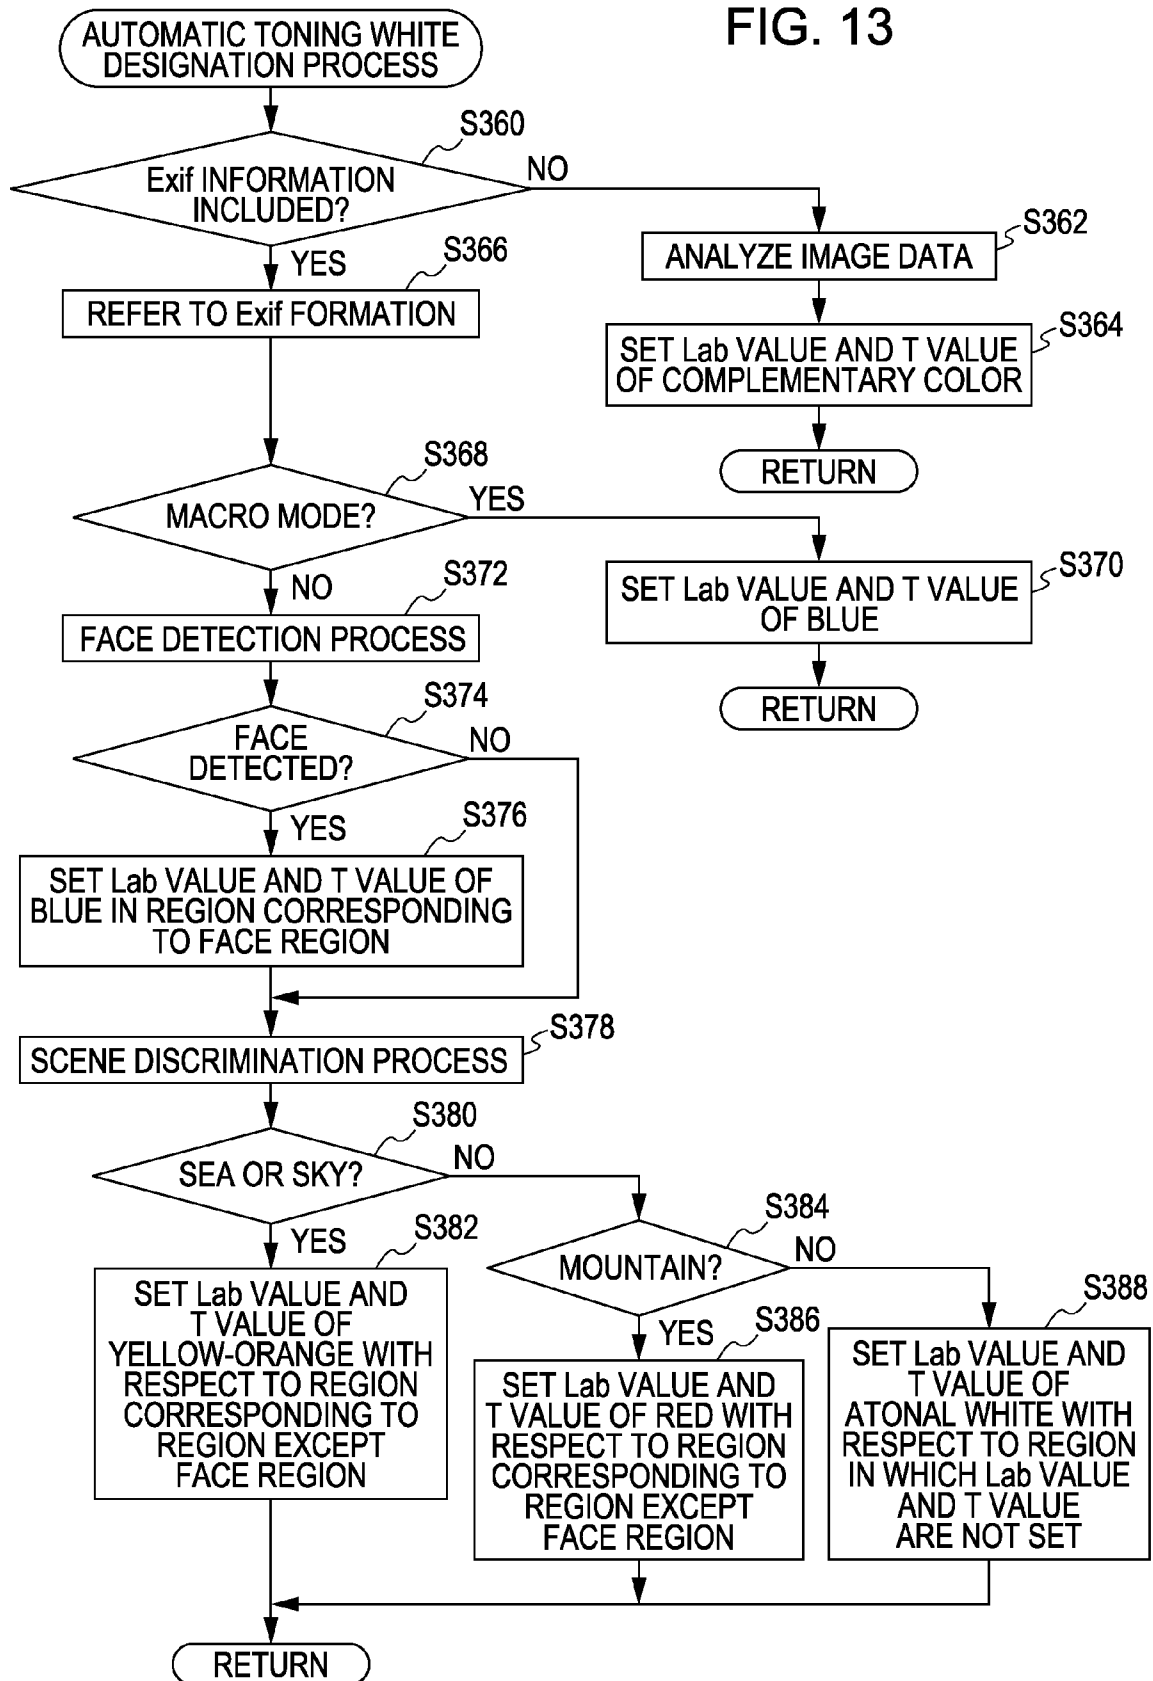 FIG. 13
AUTOMATIC TONING WHITE
DESIGNATION PROCESS
S360
Exif INFORMATION
INCLUDED?
NO
YES
S362
ANALYZE IMAGE DATA
S364
SET Lab VALUE AND T VALUE
OF COMPLEMENTARY COLOR
RETURN
S366
REFER TO Exif FORMATION
S368
MACRO MODE?
YES
NO
S370
SET Lab VALUE AND T VALUE
OF BLUE
RETURN
S372
FACE DETECTION PROCESS
S374
FACE
DETECTED?
NO
YES
S376
SET Lab VALUE AND T VALUE OF
BLUE IN REGION CORRESPONDING
TO FACE REGION
S378
SCENE DISCRIMINATION PROCESS
S380
SEA OR SKY?
NO
YES
S382
SET Lab VALUE AND
T VALUE OF
YELLOW-ORANGE WITH
RESPECT TO REGION
CORRESPONDING TO
REGION EXCEPT
FACE REGION
S384
MOUNTAIN?
NO
YES
S386
SET Lab VALUE AND
T VALUE OF RED WITH
RESPECT TO REGION
CORRESPONDING TO
REGION EXCEPT
FACE REGION
S388
SET Lab VALUE AND
T VALUE OF
ATONAL WHITE WITH
RESPECT TO REGION
IN WHICH Lab VALUE
AND T VALUE
ARE NOT SET
RETURN